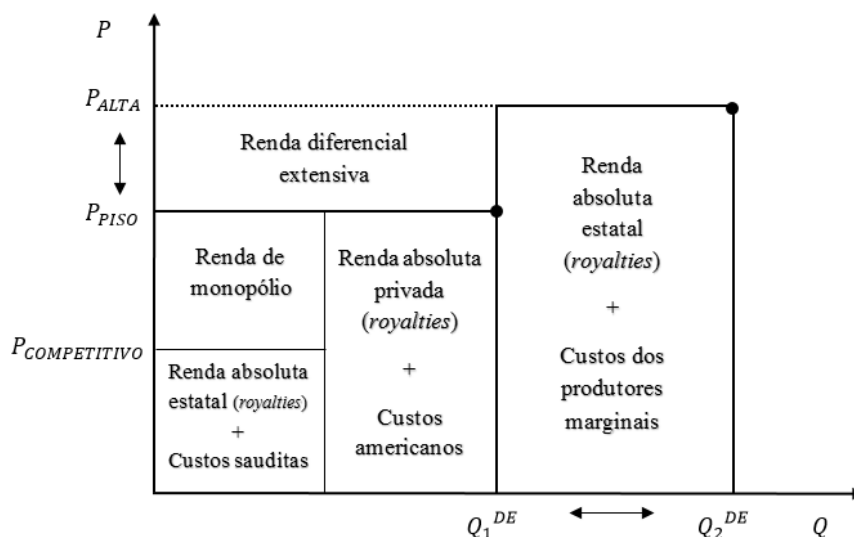 P
P_ALTA
Renda diferencial
extensiva
P_PISO
Renda de
monopólio
Renda absoluta
privada
(royalties)
+
Custos
americanos
Renda
absoluta
estatal
(royalties)
+
Custos dos
produtores
marginais
P_COMPETITIVO
Renda absoluta
estatal (royalties)
+
Custos sauditas
Q_1^DE
Q_2^DE
Q